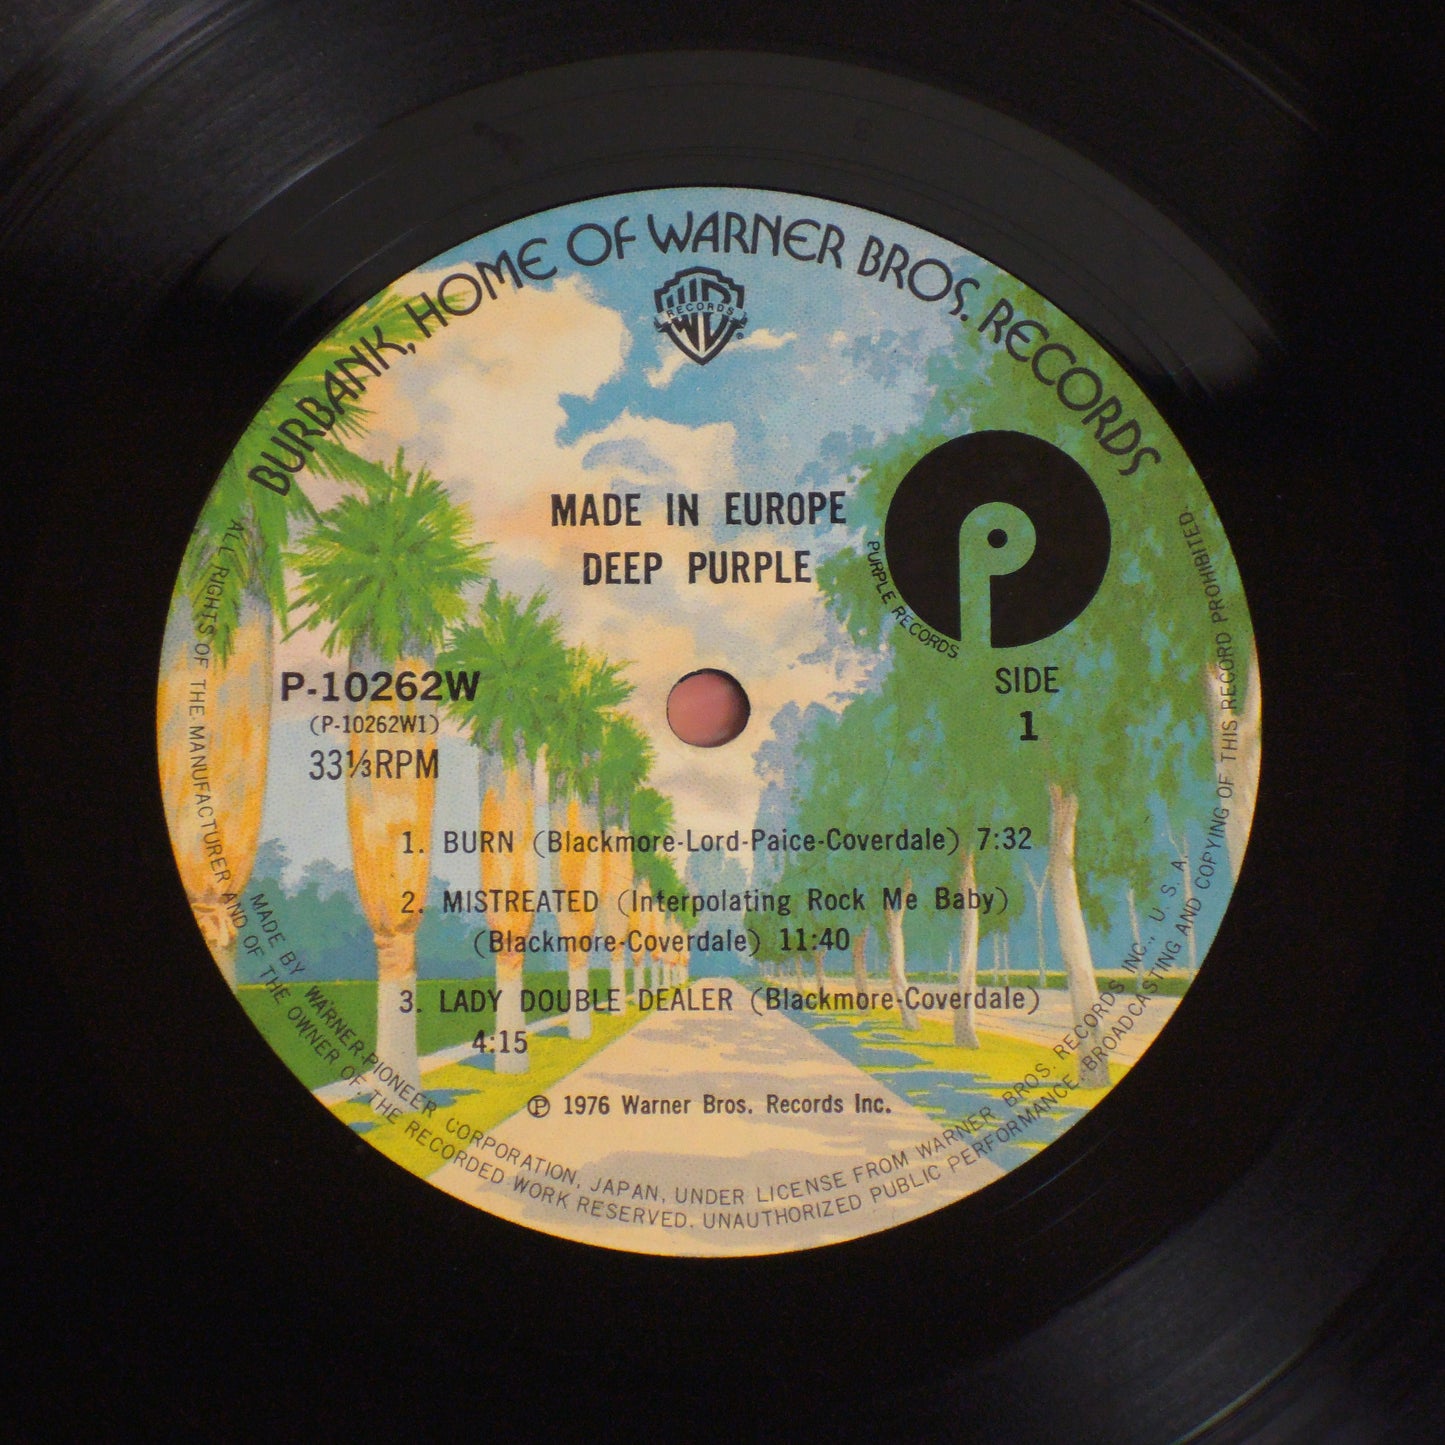 BURBANK, HOME OF WARNER BROS. RECORDS
RECORDS
MADE IN EUROPE
DEEP PURPLE
PURPLE RECORDS
P-10262W
(P-10262W1)
33⅓RPM
SIDE
1
1. BURN (Blackmore-Lord-Paice-Coverdale) 7:32
2. MISTREATED (Interpolating Rock Me Baby)
(Blackmore-Coverdale) 11:40
3. LADY DOUBLE DEALER (Blackmore-Coverdale)
4:15
℗ 1976 Warner Bros. Records Inc.
MADE BY WARNER-PIONEER CORPORATION, JAPAN, UNDER LICENSE FROM WARNER BROS. RECORDS INC., U.S.A.
ALL RIGHTS OF THE MANUFACTURER AND OF THE OWNER OF THE RECORDED WORK RESERVED. UNAUTHORIZED PUBLIC PERFORMANCE. BROADCASTING AND COPYING OF THIS RECORD PROHIBITED.